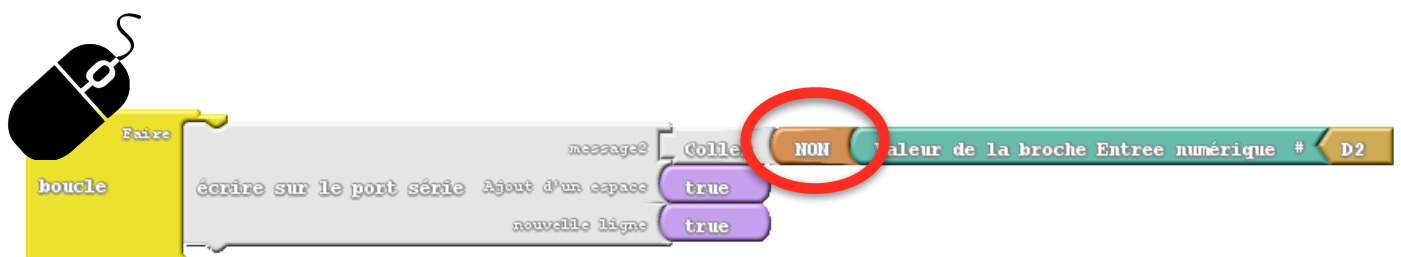 Faire
message2 Colle NON Valeur de la broche Entree numérique # D2
boucle écrire sur le port série Ajout d'un espace true
nouvelle ligne true